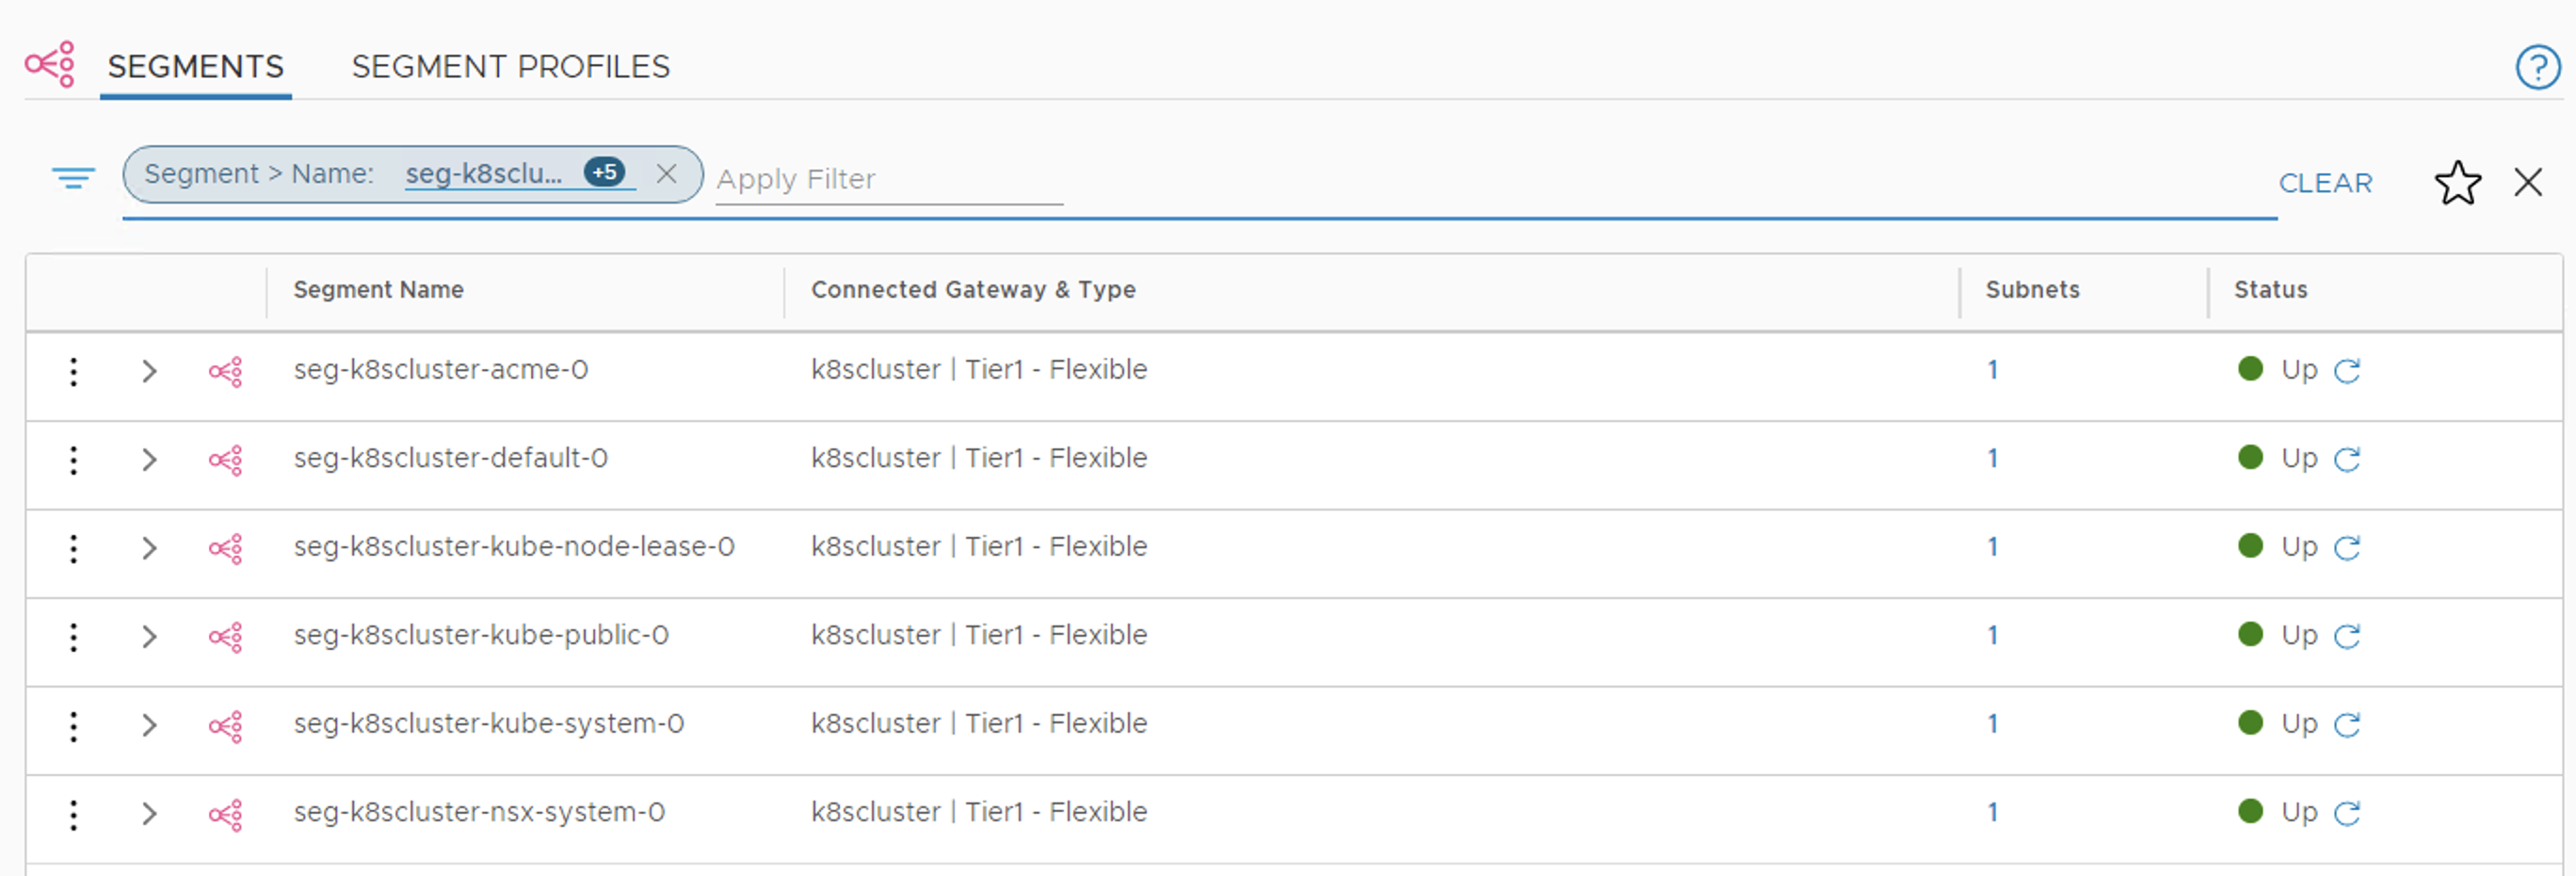 SEGMENTS SEGMENT PROFILES ?
Segment > Name: seg-k8sclu... +5 Apply Filter CLEAR
Segment Name Connected Gateway & Type Subnets Status
seg-k8scluster-acme-0 k8scluster | Tier1 - Flexible 1 Up
seg-k8scluster-default-0 k8scluster | Tier1 - Flexible 1 Up
seg-k8scluster-kube-node-lease-0 k8scluster | Tier1 - Flexible 1 Up
seg-k8scluster-kube-public-0 k8scluster | Tier1 - Flexible 1 Up
seg-k8scluster-kube-system-0 k8scluster | Tier1 - Flexible 1 Up
seg-k8scluster-nsx-system-0 k8scluster | Tier1 - Flexible 1 Up